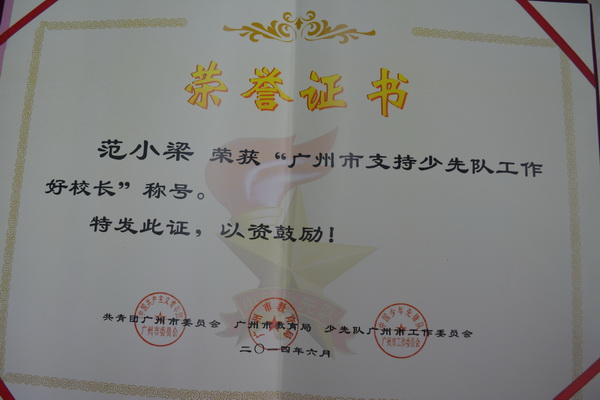 荣誉证书
范小梁 荣获“广州市支持少先队工作
好校长”称号。
特发此证，以资鼓励！
共青团广州市委员会 广州市教育局 少先队广州市工作委员会
二〇一四年六月